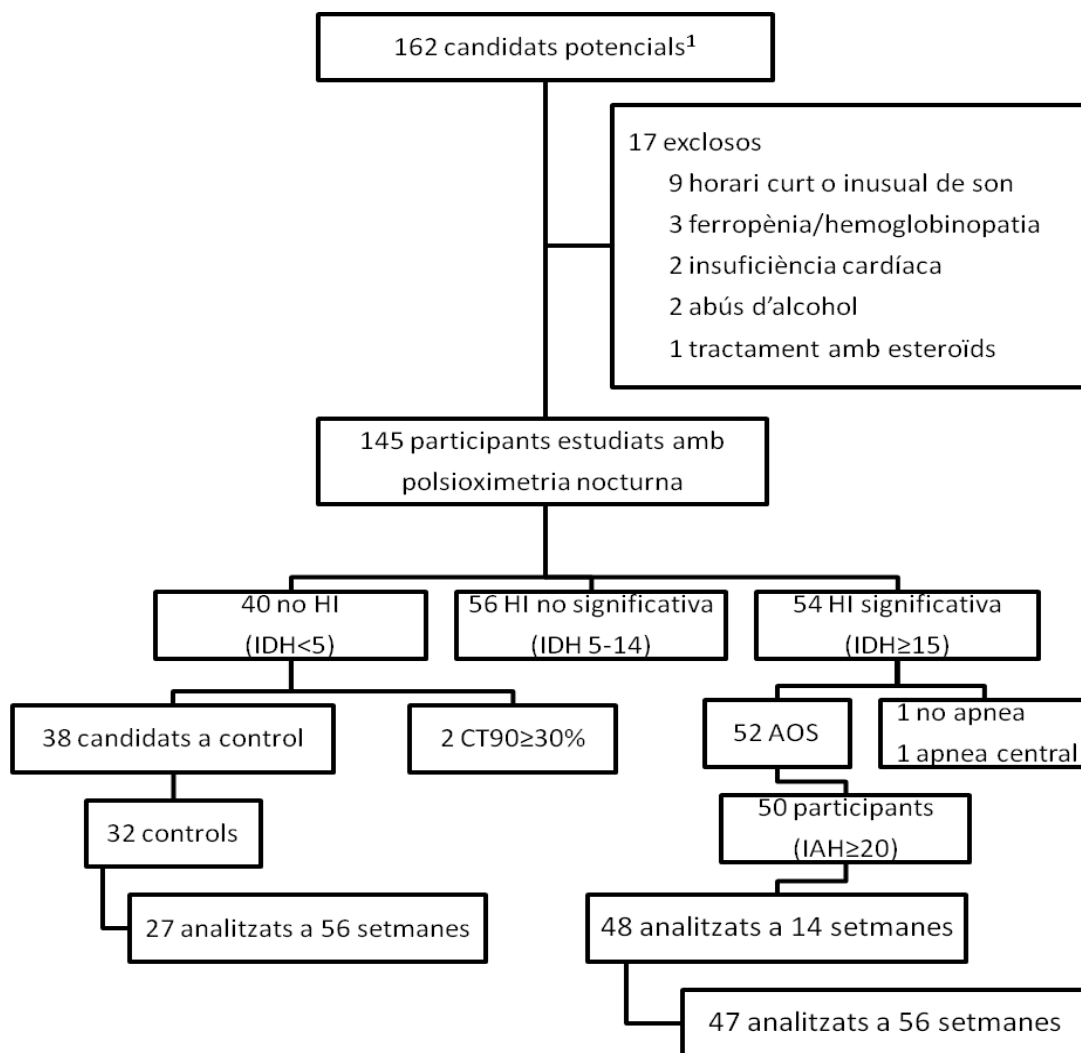 162 candidats potencials¹
17 exclosos
9 horari curt o inusual de son
3 ferropènia/hemoglobinopatia
2 insuficiència cardíaca
2 abús d’alcohol
1 tractament amb esteroïds
145 participants estudiats amb
polsioximetria nocturna
40 no HI
(IDH<5)
56 HI no significativa
(IDH 5-14)
54 HI significativa
(IDH≥15)
38 candidats a control
2 CT90≥30%
52 AOS
1 no apnea
1 apnea central
32 controls
50 participants
(IAH≥20)
27 analitzats a 56 setmanes
48 analitzats a 14 setmanes
47 analitzats a 56 setmanes